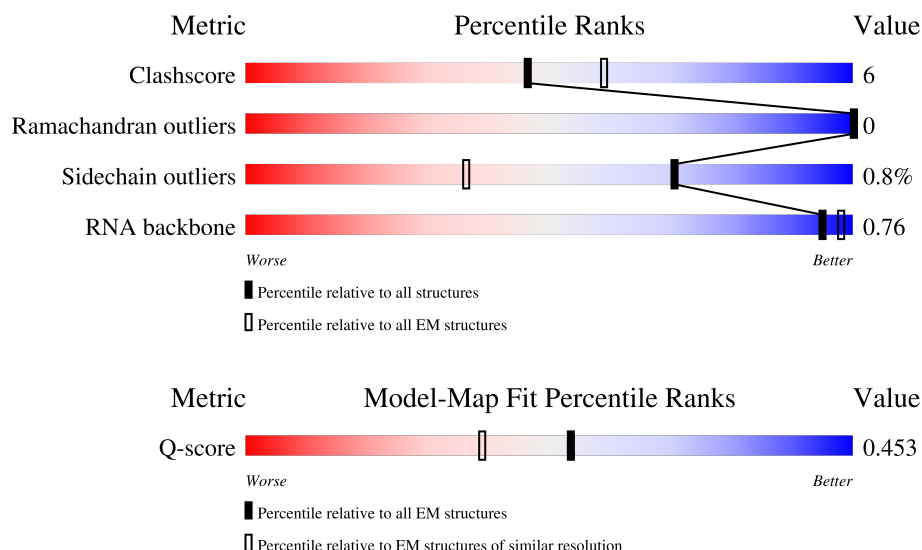 Metric Percentile Ranks Value
Clashscore 6
Ramachandran outliers 0
Sidechain outliers 0.8%
RNA backbone 0.76
Worse Better
Percentile relative to all structures
Percentile relative to all EM structures
Metric Model-Map Fit Percentile Ranks Value
Q-score 0.453
Worse Better
Percentile relative to all EM structures
Percentile relative to EM structures of similar resolution